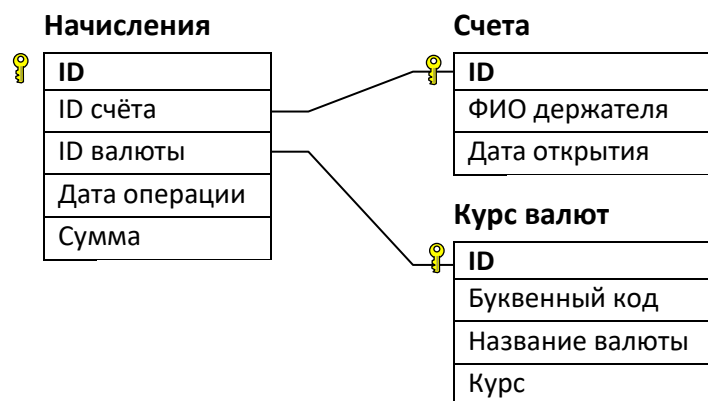 Начисления
ID
ID счёта
ID валюты
Дата операции
Сумма
Счета
ID
ФИО держателя
Дата открытия
Курс валют
ID
Буквенный код
Название валюты
Курс